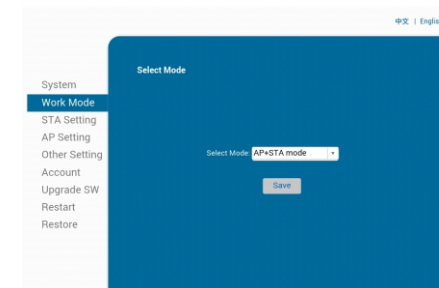 中文 | Englis
Select Mode
System
Work Mode
STA Setting
AP Setting
Other Setting
Account
Upgrade SW
Restart
Restore
Select Mode: AP+STA mode
Save